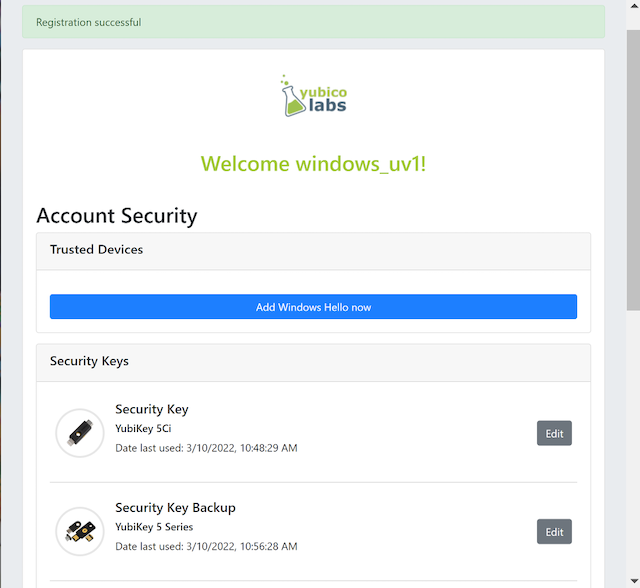 Registration successful
yubico
labs
Welcome windows_uv1!
Account Security
Trusted Devices
Add Windows Hello now
Security Keys
Security Key
YubiKey 5Ci
Date last used: 3/10/2022, 10:48:29 AM
Edit
Security Key Backup
YubiKey 5 Series
Date last used: 3/10/2022, 10:56:28 AM
Edit